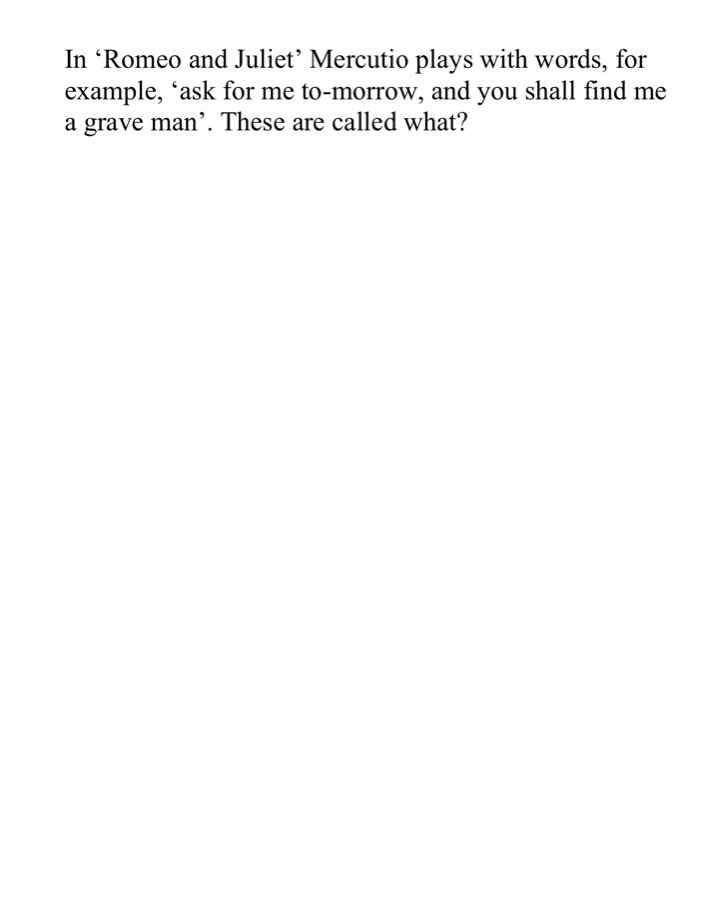 In ‘Romeo and Juliet’ Mercutio plays with words, for
example, ‘ask for me to-morrow, and you shall find me
a grave man’. These are called what?